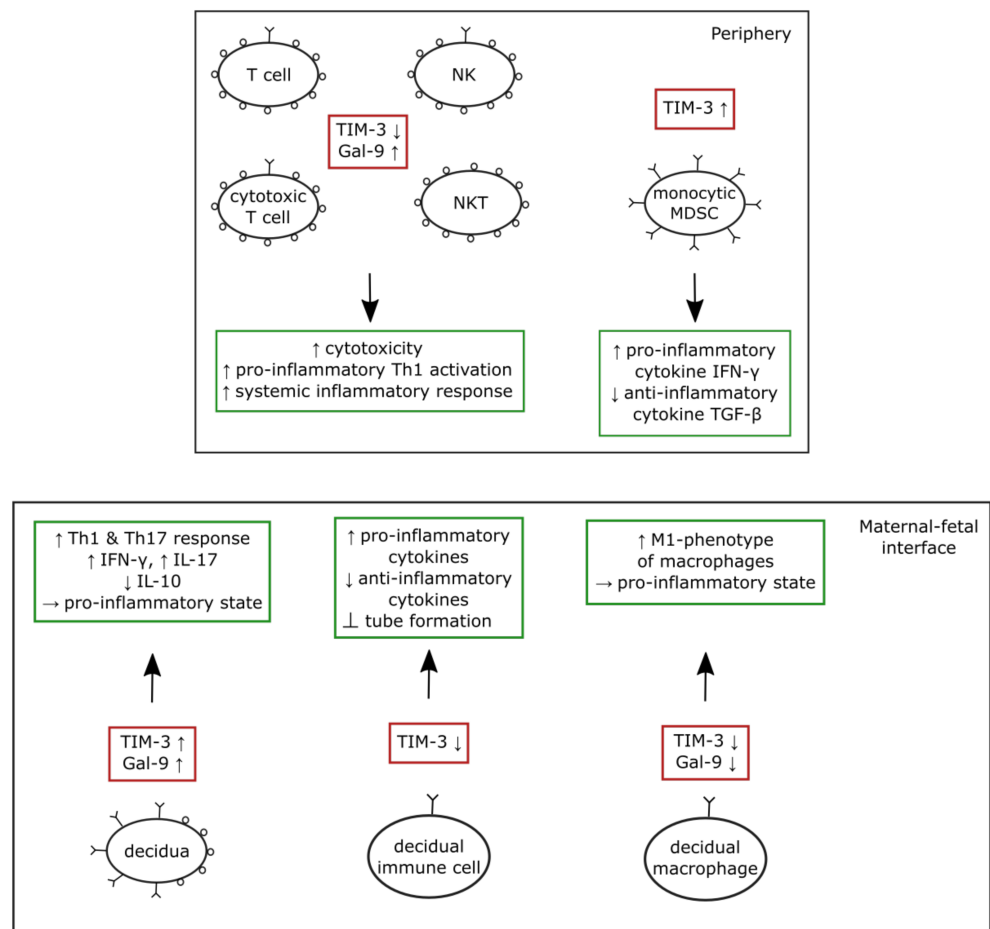 Periphery
T cell
NK
TIM-3 ↓
Gal-9 ↑
TIM-3 ↑
cytotoxic
T cell
NKT
monocytic
MDSC
↑ cytotoxicity
↑ pro-inflammatory Th1 activation
↑ systemic inflammatory response
↑ pro-inflammatory
cytokine IFN-γ
↓ anti-inflammatory
cytokine TGF-β
Maternal-fetal
interface
↑ Th1 & Th17 response
↑ IFN-γ, ↑ IL-17
↓ IL-10
→ pro-inflammatory state
↑ pro-inflammatory
cytokines
↓ anti-inflammatory
cytokines
⊥ tube formation
↑ M1-phenotype
of macrophages
→ pro-inflammatory state
TIM-3 ↑
Gal-9 ↑
TIM-3 ↓
TIM-3 ↓
Gal-9 ↓
decidua
decidual
immune cell
decidual
macrophage